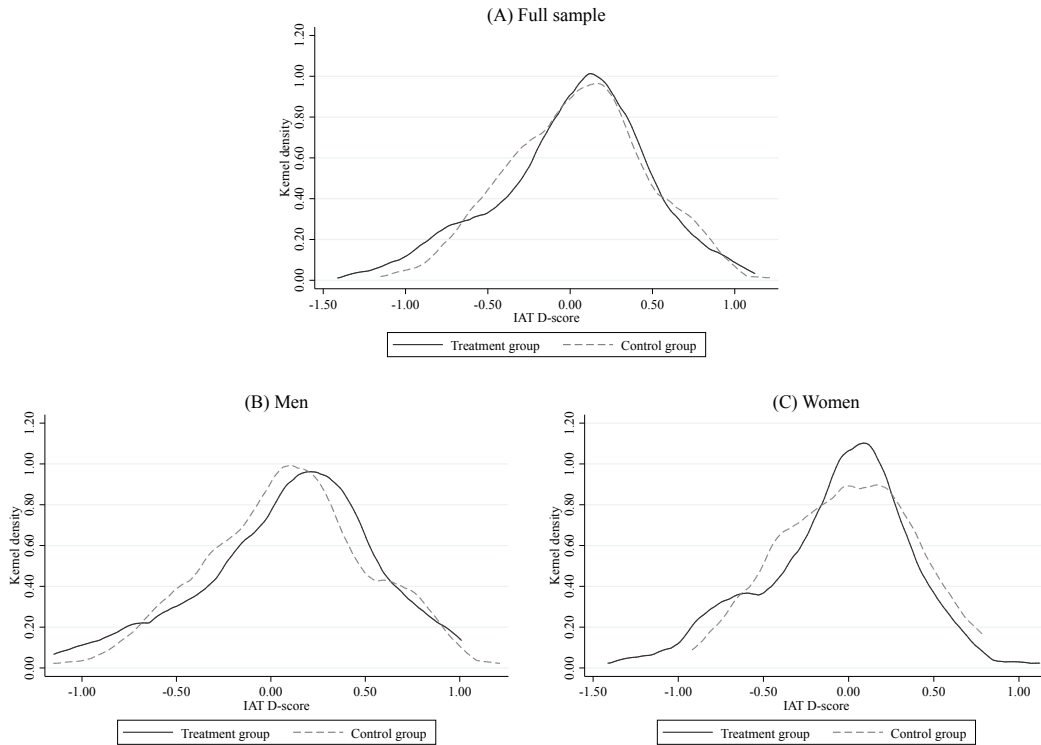 (A) Full sample
Kernel density
0.00 0.20 0.40 0.60 0.80 1.00 1.20
-1.50 -1.00 -0.50 0.00 0.50 1.00
IAT D-score
Treatment group Control group
(B) Men
Kernel density
0.00 0.20 0.40 0.60 0.80 1.00 1.20
-1.00 -0.50 0.00 0.50 1.00
IAT D-score
Treatment group Control group
(C) Women
Kernel density
0.00 0.20 0.40 0.60 0.80 1.00 1.20
-1.50 -1.00 -0.50 0.00 0.50 1.00
IAT D-score
Treatment group Control group